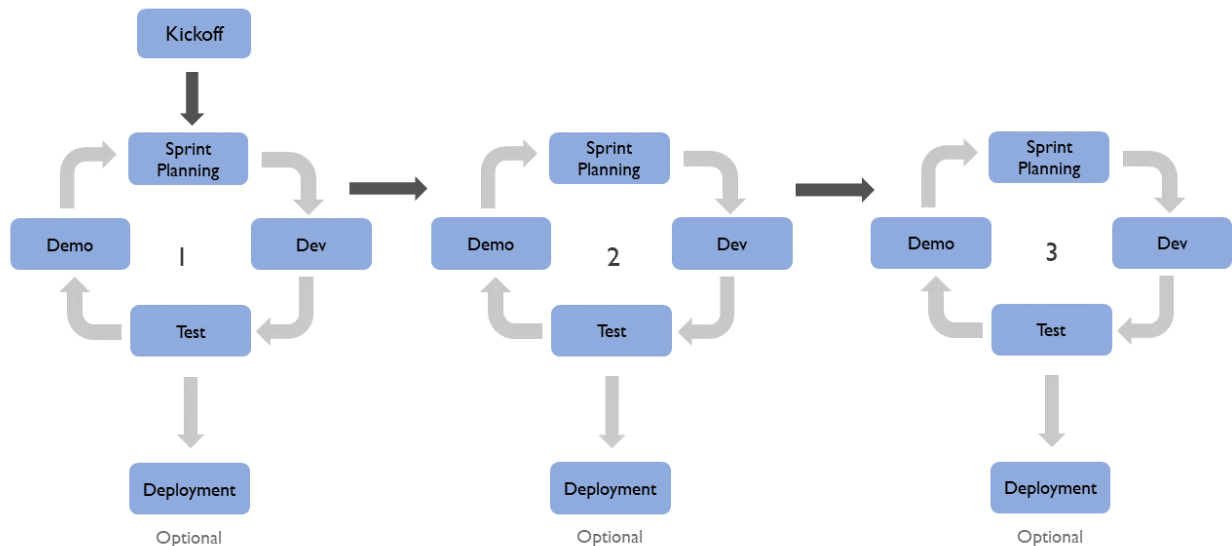 Kickoff
Sprint
Planning
Sprint
Planning
Sprint
Planning
Demo
1
Dev
Demo
2
Dev
Demo
3
Dev
Test
Test
Test
Deployment
Deployment
Deployment
Optional
Optional
Optional